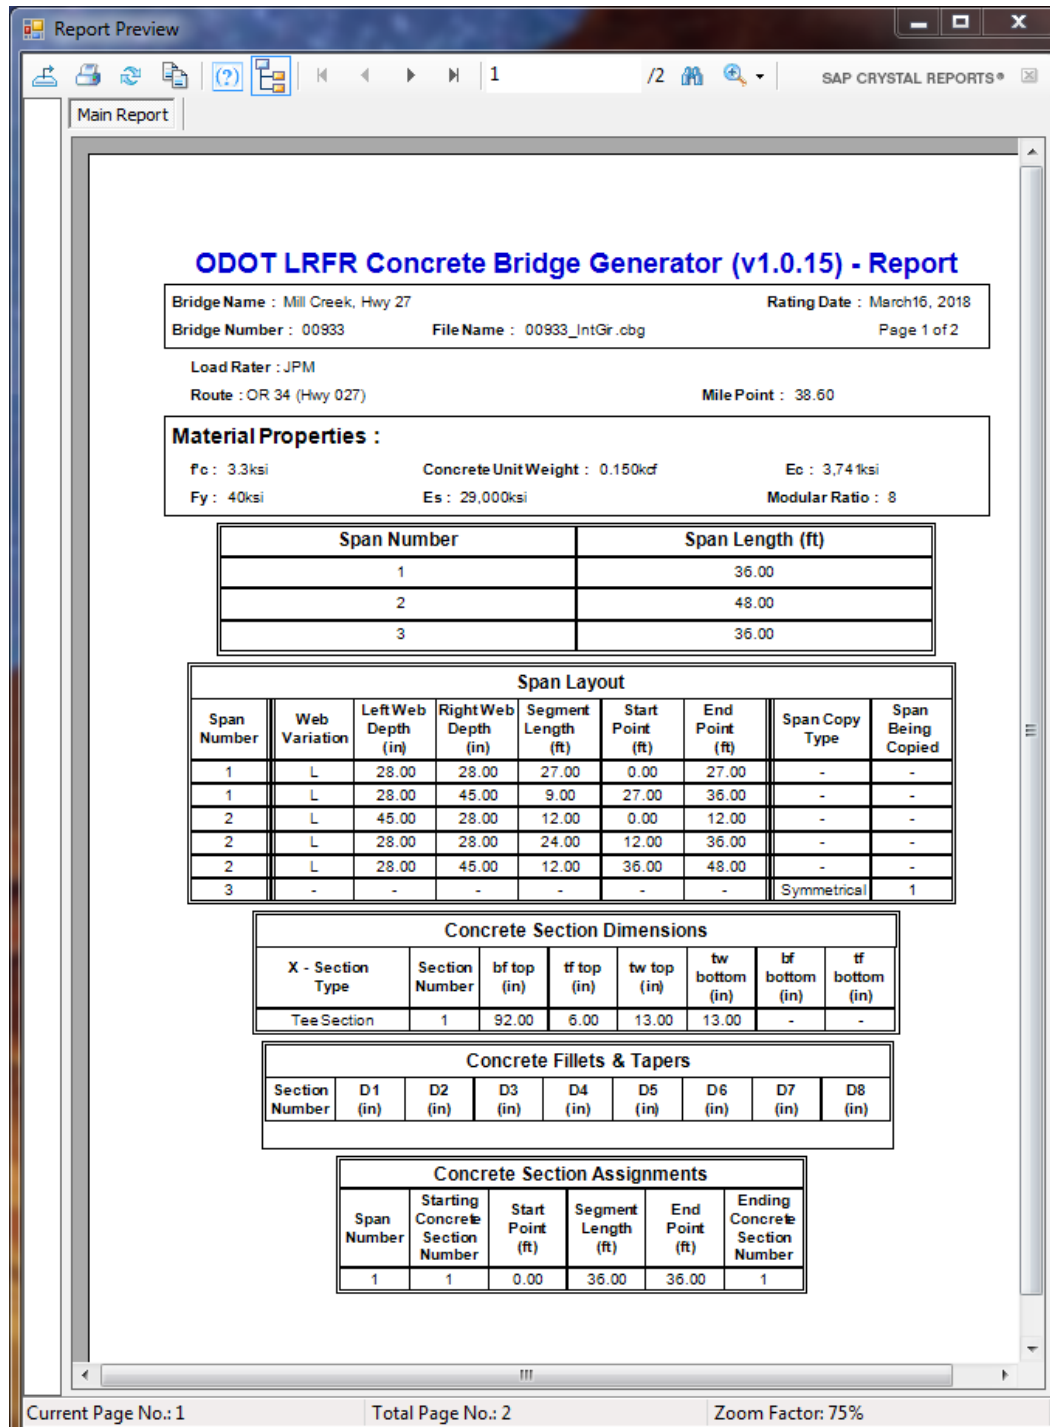 Report Preview
1 /2 SAP CRYSTAL REPORTS®
Main Report
ODOT LRFR Concrete Bridge Generator (v1.0.15) - Report
Bridge Name : Mill Creek, Hwy 27 Rating Date : March16, 2018
Bridge Number : 00933 File Name : 00933_IntGir.cbg Page 1 of 2
Load Rater : JPM
Route : OR 34 (Hwy 027) Mile Point : 38.60
Material Properties :
f'c : 3.3ksi Concrete Unit Weight : 0.150kcf Ec : 3,741ksi
Fy : 40ksi Es : 29,000ksi Modular Ratio : 8
Span Number Span Length (ft)
1 36.00
2 48.00
3 36.00
Span Layout
Span Number Web Variation Left Web Depth (in) Right Web Depth (in) Segment Length (ft) Start Point (ft) End Point (ft) Span Copy Type Span Being Copied
1 L 28.00 28.00 27.00 0.00 27.00 - -
1 L 28.00 45.00 9.00 27.00 36.00 - -
2 L 45.00 28.00 12.00 0.00 12.00 - -
2 L 28.00 28.00 24.00 12.00 36.00 - -
2 L 28.00 45.00 12.00 36.00 48.00 - -
3 - - - - - - Symmetrical 1
Concrete Section Dimensions
X - Section Type Section Number bf top (in) tf top (in) tw top (in) tw bottom (in) bf bottom (in) tf bottom (in)
Tee Section 1 92.00 6.00 13.00 13.00 - -
Concrete Fillets & Tapers
Section Number D1 (in) D2 (in) D3 (in) D4 (in) D5 (in) D6 (in) D7 (in) D8 (in)
Concrete Section Assignments
Span Number Starting Concrete Section Number Start Point (ft) Segment Length (ft) End Point (ft) Ending Concrete Section Number
1 1 0.00 36.00 36.00 1
Current Page No.: 1 Total Page No.: 2 Zoom Factor: 75%